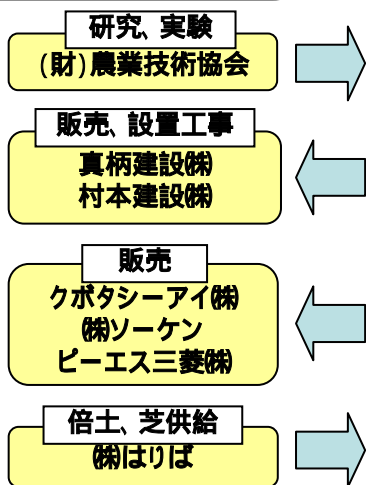 研究、実験
(財)農業技術協会
販売、設置工事
真柄建設㈱
村本建設㈱
販売
クボタシーアイ㈱
㈱ソーケン
ピーエス三菱㈱
倍土、芝供給
㈱はりば